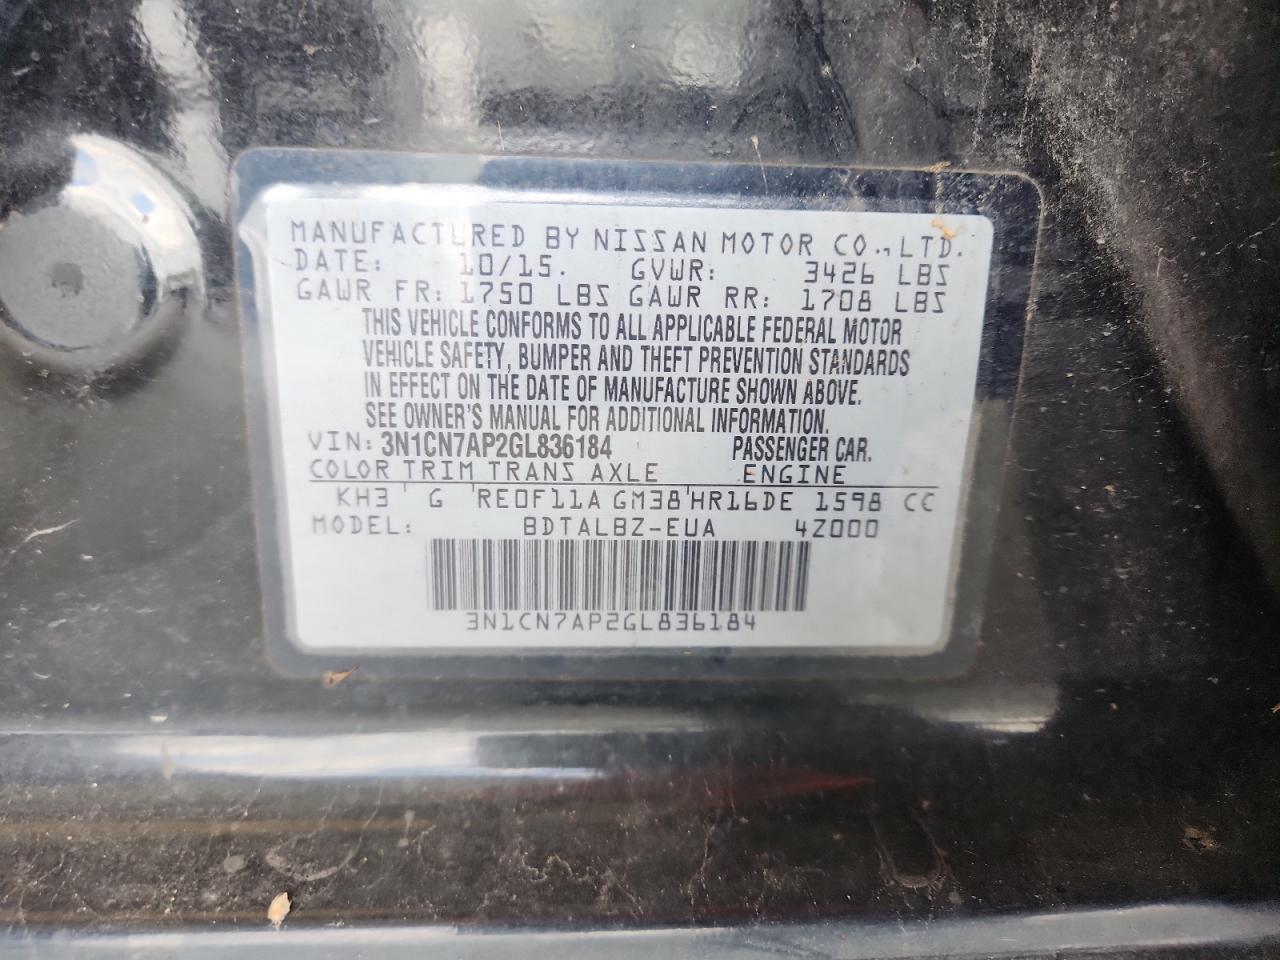 MANUFACTURED BY NISSAN MOTOR CO., LTD.
DATE: 10/15. GVWR: 3426 LBS
GAWR FR: 1750 LBS GAWR RR: 1708 LBS
THIS VEHICLE CONFORMS TO ALL APPLICABLE FEDERAL MOTOR
VEHICLE SAFETY, BUMPER AND THEFT PREVENTION STANDARDS
IN EFFECT ON THE DATE OF MANUFACTURE SHOWN ABOVE.
SEE OWNER'S MANUAL FOR ADDITIONAL INFORMATION.
VIN: 3N1CN7AP2GL836184 PASSENGER CAR.
COLOR TRIM TRANS AXLE ENGINE
KH3 G RE0F11A GM38 HR16DE 1598 CC
MODEL: BDTALBZ-EUA 4Z000
3N1CN7AP2GL836184